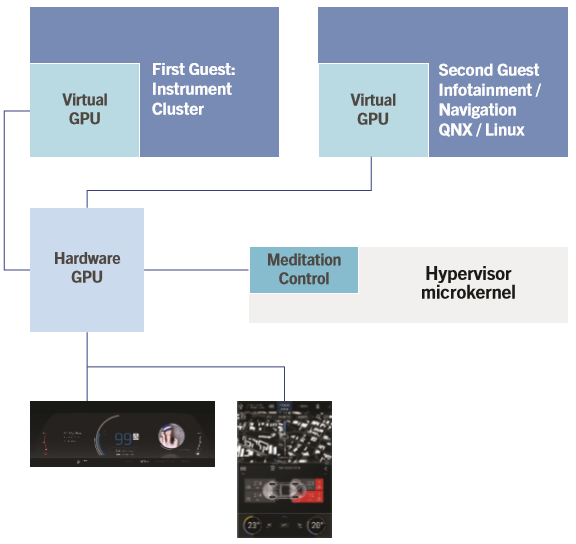 Virtual
GPU
First Guest:
Instrument
Cluster
Virtual
GPU
Second Guest
Infotainment /
Navigation
QNX / Linux
Hardware
GPU
Meditation
Control
Hypervisor
microkernel
99
23°
20°